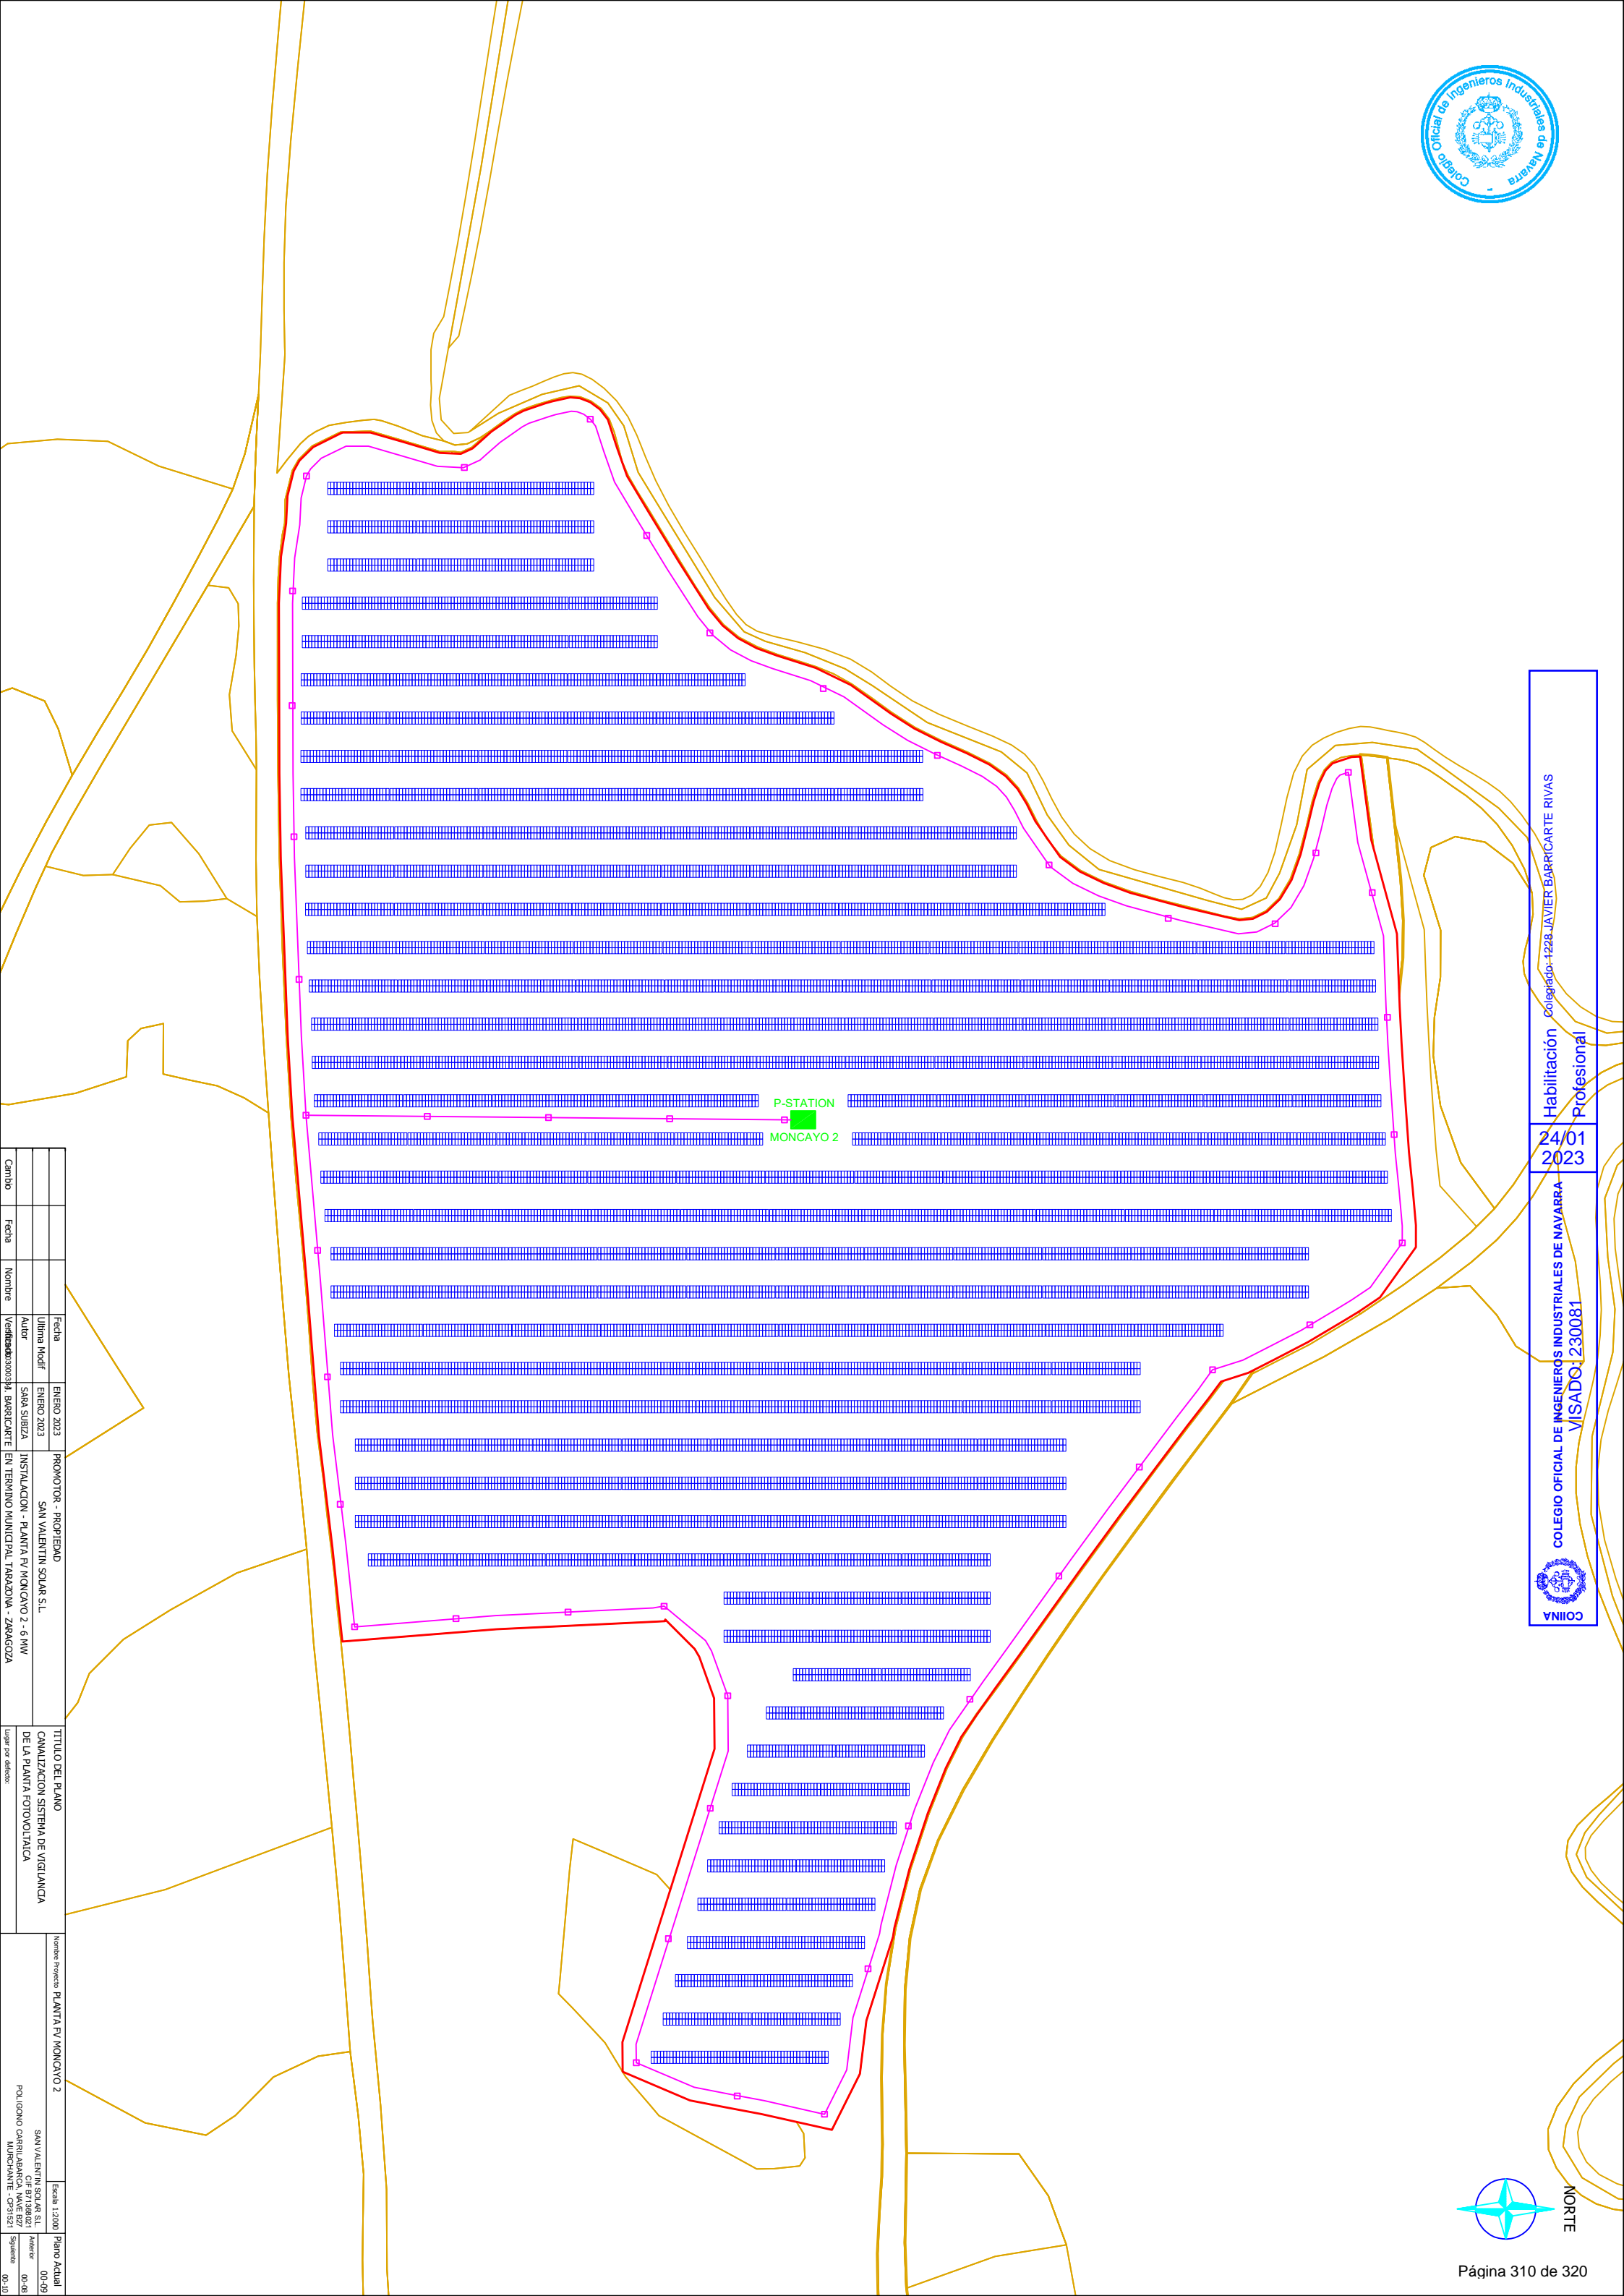 Colegio Oficial de Ingenieros Industriales de Navarra
P-STATION
MONCAYO 2
Habilitación Profesional
Colegiado: 1228 JAVIER BARRICARTE RIVAS
24/01
2023
COLEGIO OFICIAL DE INGENIEROS INDUSTRIALES DE NAVARRA
VISADO: 230081
COIINA
Cambio
Fecha
Nombre
Fecha
ENERO 2023
Ultima Modif
ENERO 2023
Autor
SARA SUBIZA
J. BARRICARTE
PROMOTOR - PROPIEDAD
SAN VALENTIN SOLAR S.L.
INSTALACION - PLANTA FV MONCAYO 2 - 6 MW
EN TERMINO MUNICIPAL TARAZONA - ZARAGOZA
TITULO DEL PLANO
CANALIZACION SISTEMA DE VIGILANCIA
DE LA PLANTA FOTOVOLTAICA
Lugar por defecto:
Nombre Proyecto PLANTA FV MONCAYO 2
Escala 1:2000
SAN VALENTIN SOLAR S.L.
POLIGONO CARRILABARCA, NAVE B27
MURCHANTE - CP31521
Plano Actual
00-09
Anterior
00-08
Siguiente
00-10
NORTE
Página 310 de 320